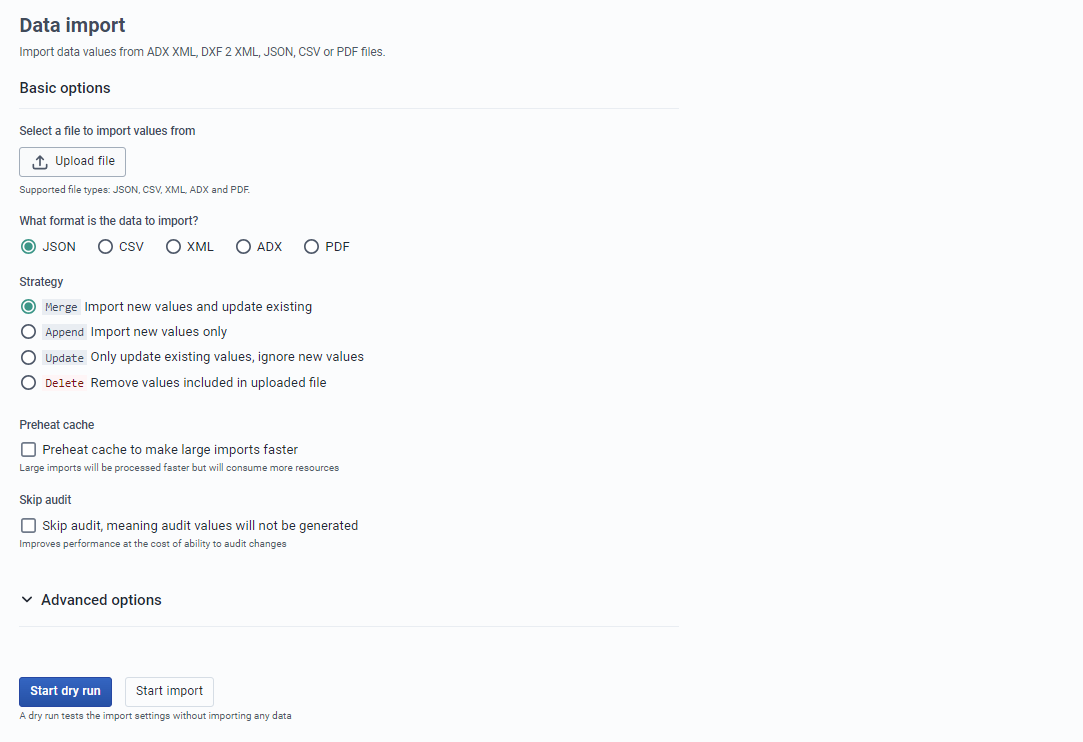 Data import
Import data values from ADX XML, DXF 2 XML, JSON, CSV or PDF files.
Basic options
Select a file to import values from
Upload file
Supported file types: JSON, CSV, XML, ADX and PDF.
What format is the data to import?
JSON CSV XML ADX PDF
Strategy
Merge Import new values and update existing
Append Import new values only
Update Only update existing values, ignore new values
Delete Remove values included in uploaded file
Preheat cache
Preheat cache to make large imports faster
Large imports will be processed faster but will consume more resources
Skip audit
Skip audit, meaning audit values will not be generated
Improves performance at the cost of ability to audit changes
Advanced options
Start dry run Start import
A dry run tests the import settings without importing any data